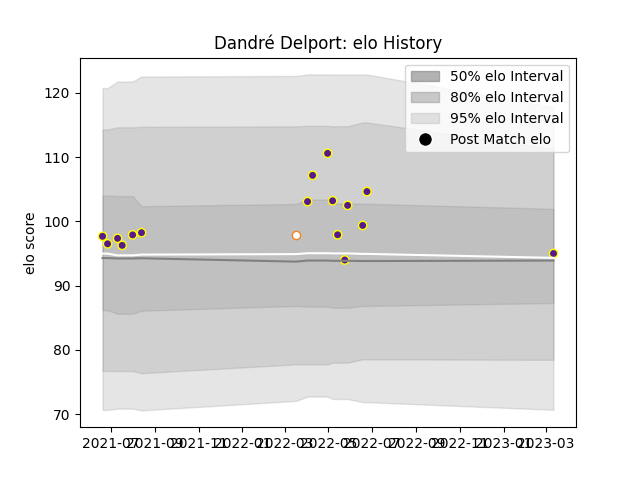 Dandré Delport: elo History
50% elo Interval
80% elo Interval
95% elo Interval
Post Match elo
elo score
120
110
100
90
80
70
2021-07 2021-09 2021-11 2022-01 2022-03 2022-05 2022-07 2022-09 2022-11 2023-01 2023-03